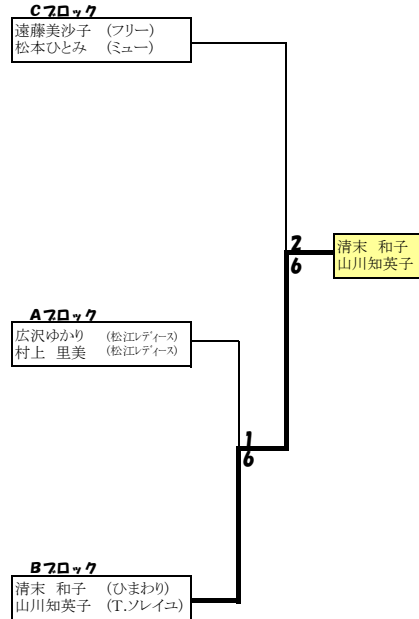 Cブロック
遠藤美沙子 (フリー)
松本ひとみ (ミュー)
2
6
清末 和子
山川知英子
Aブロック
広沢ゆかり (松江レディース)
村上 里美 (松江レディース)
1
6
Bブロック
清末 和子 (ひまわり)
山川知英子 (T.ソレイユ)